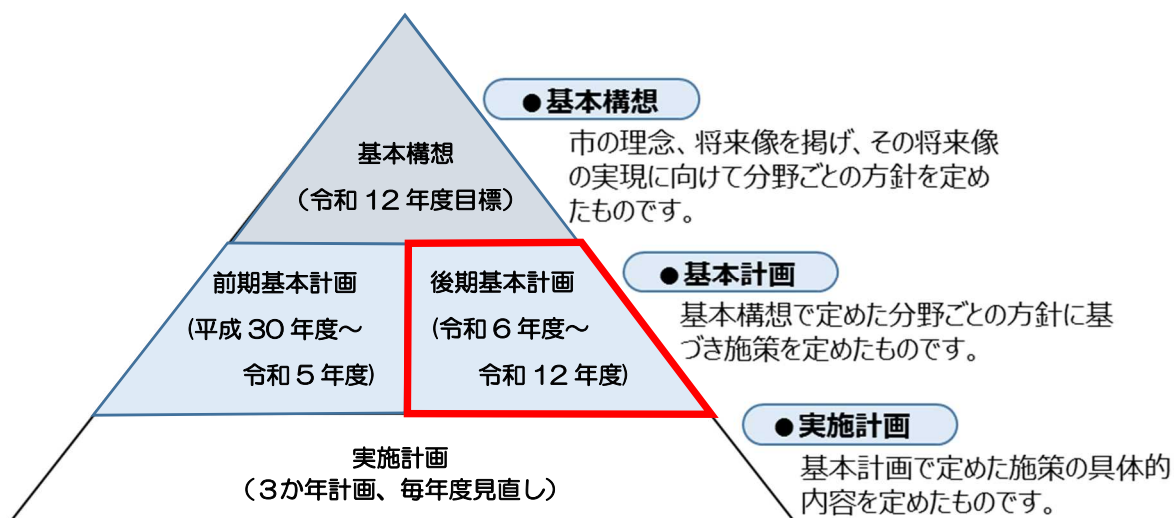 基本構想
（令和 12 年度目標）
前期基本計画
(平成 30 年度～
令和 5 年度)
後期基本計画
(令和 6 年度～
令和 12 年度)
実施計画
（３か年計画、毎年度見直し）
●基本構想
市の理念、将来像を掲げ、その将来像
の実現に向けて分野ごとの方針を定め
たものです。
●基本計画
基本構想で定めた分野ごとの方針に基
づき施策を定めたものです。
●実施計画
基本計画で定めた施策の具体的
内容を定めたものです。